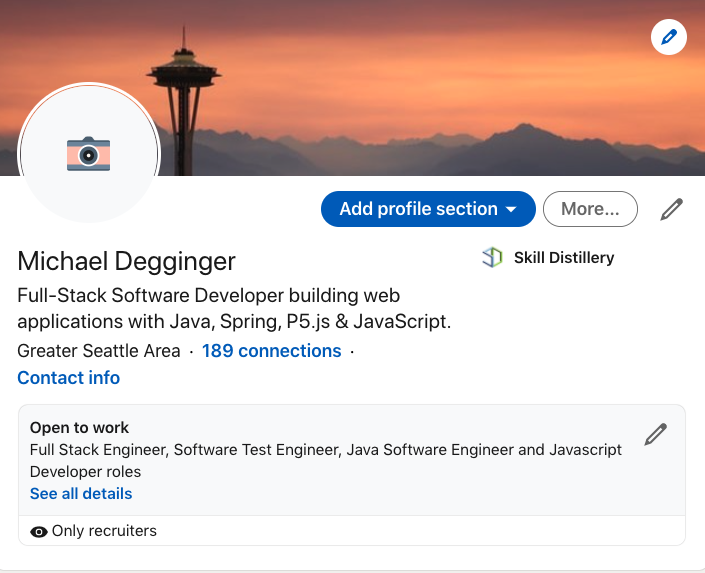 Add profile section
More...
Michael Degginger
Skill Distillery
Full-Stack Software Developer building web
applications with Java, Spring, P5.js & JavaScript.
Greater Seattle Area · 189 connections ·
Contact info
Open to work
Full Stack Engineer, Software Test Engineer, Java Software Engineer and Javascript
Developer roles
See all details
Only recruiters